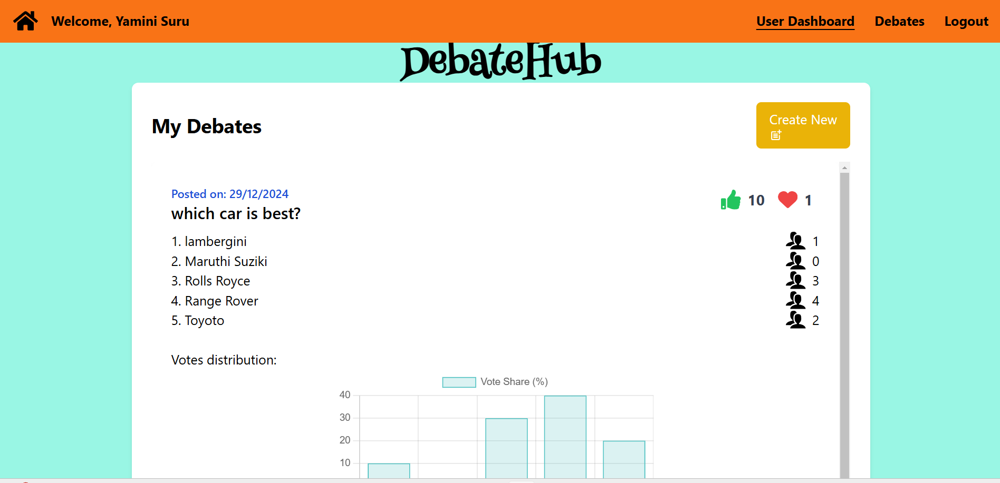 Welcome, Yamini Suru
User Dashboard
Debates
Logout
DebateHub
My Debates
Create New
Posted on: 29/12/2024
10
1
which car is best?
1. lambergini
1
2. Maruthi Suziki
0
3. Rolls Royce
3
4. Range Rover
4
5. Toyoto
2
Votes distribution:
Vote Share (%)
40
30
20
10